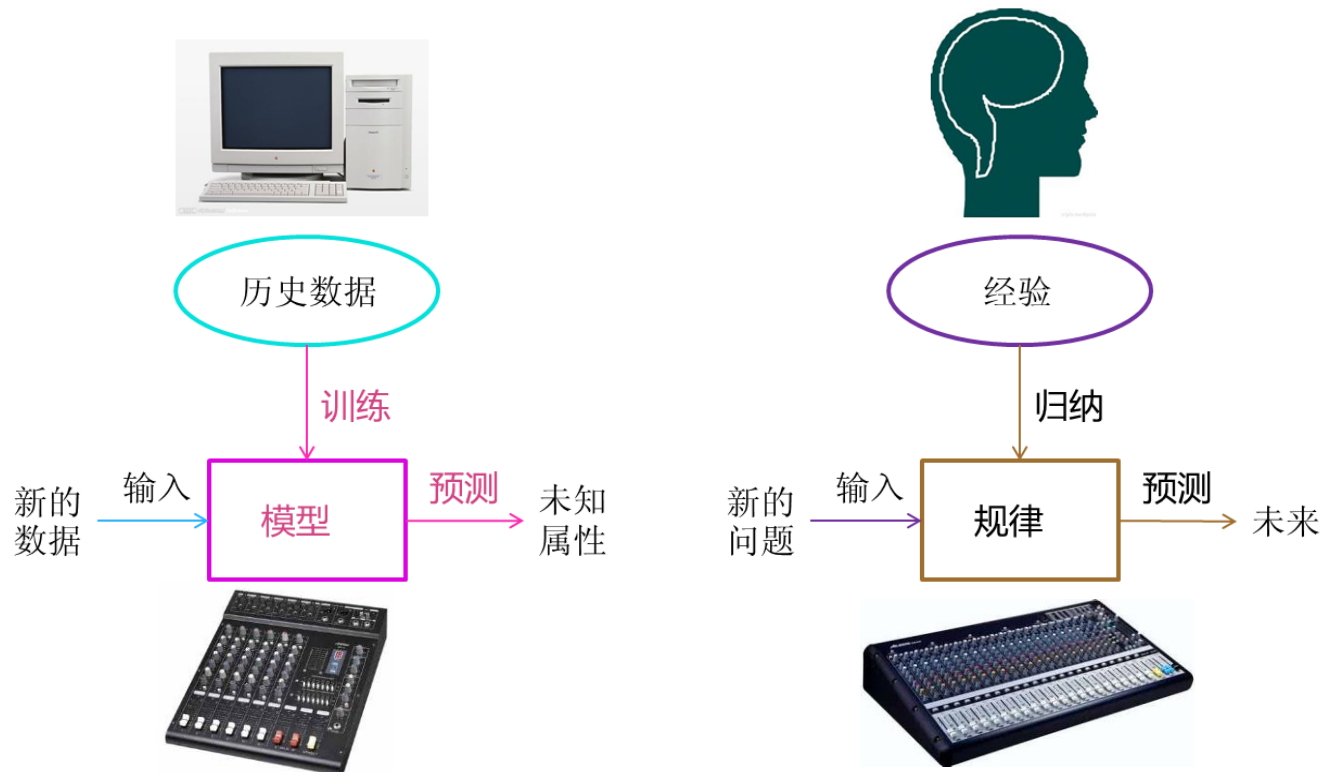 历史数据
训练
新的
数据
输入
模型
预测
未知
属性
经验
归纳
新的
问题
输入
规律
预测
未来